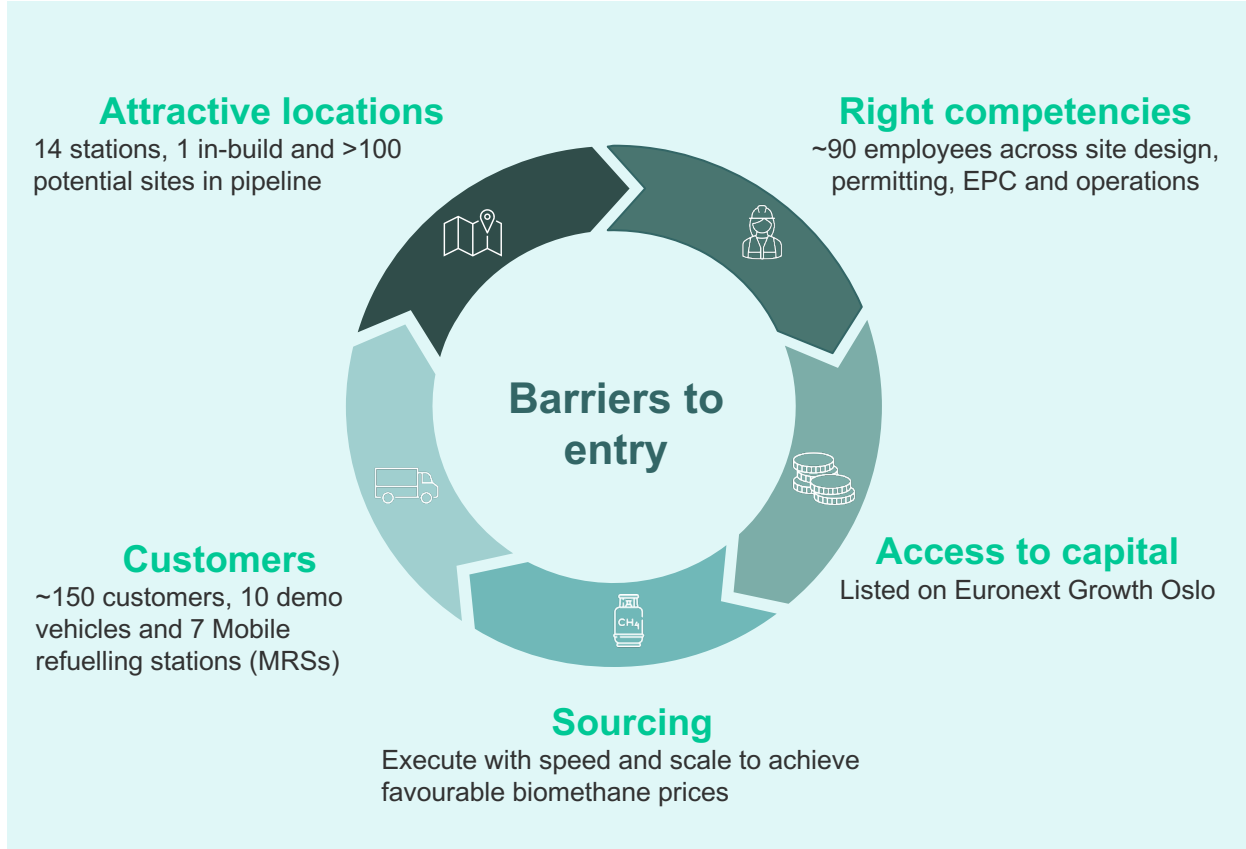 Attractive locations
14 stations, 1 in-build and >100
potential sites in pipeline
Right competencies
~90 employees across site design,
permitting, EPC and operations
Barriers to
entry
Customers
~150 customers, 10 demo
vehicles and 7 Mobile
refuelling stations (MRSs)
Access to capital
Listed on Euronext Growth Oslo
CH4
Sourcing
Execute with speed and scale to achieve
favourable biomethane prices